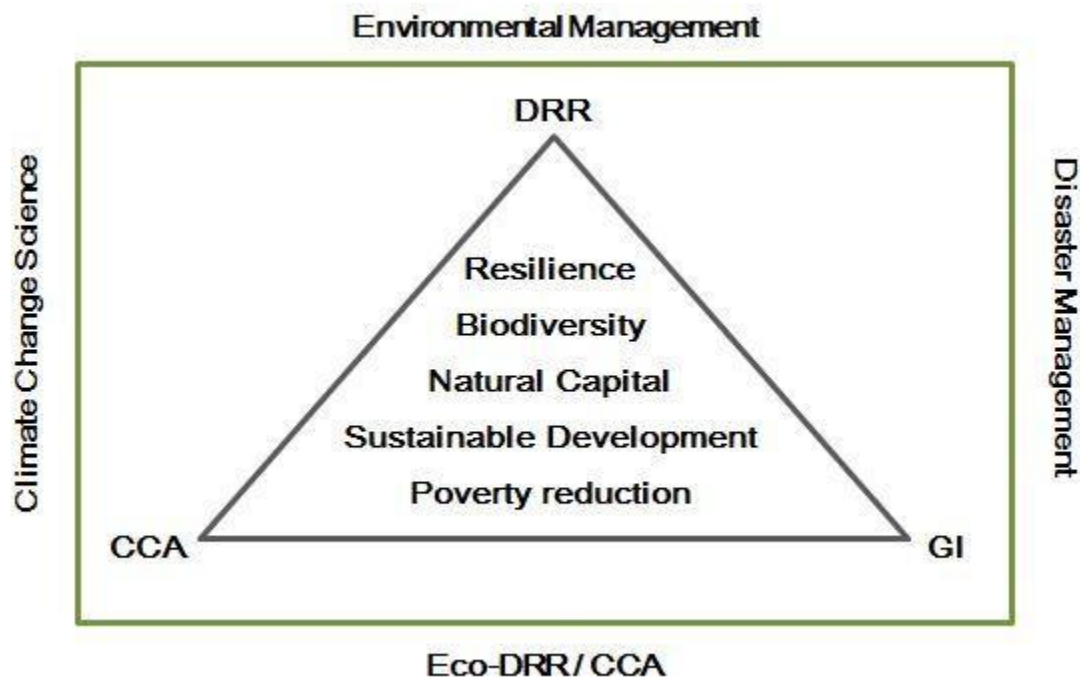 Environmental Management
DRR
Climate Change Science
Disaster Management
Resilience
Biodiversity
Natural Capital
Sustainable Development
Poverty reduction
CCA
GI
Eco-DRR/ CCA